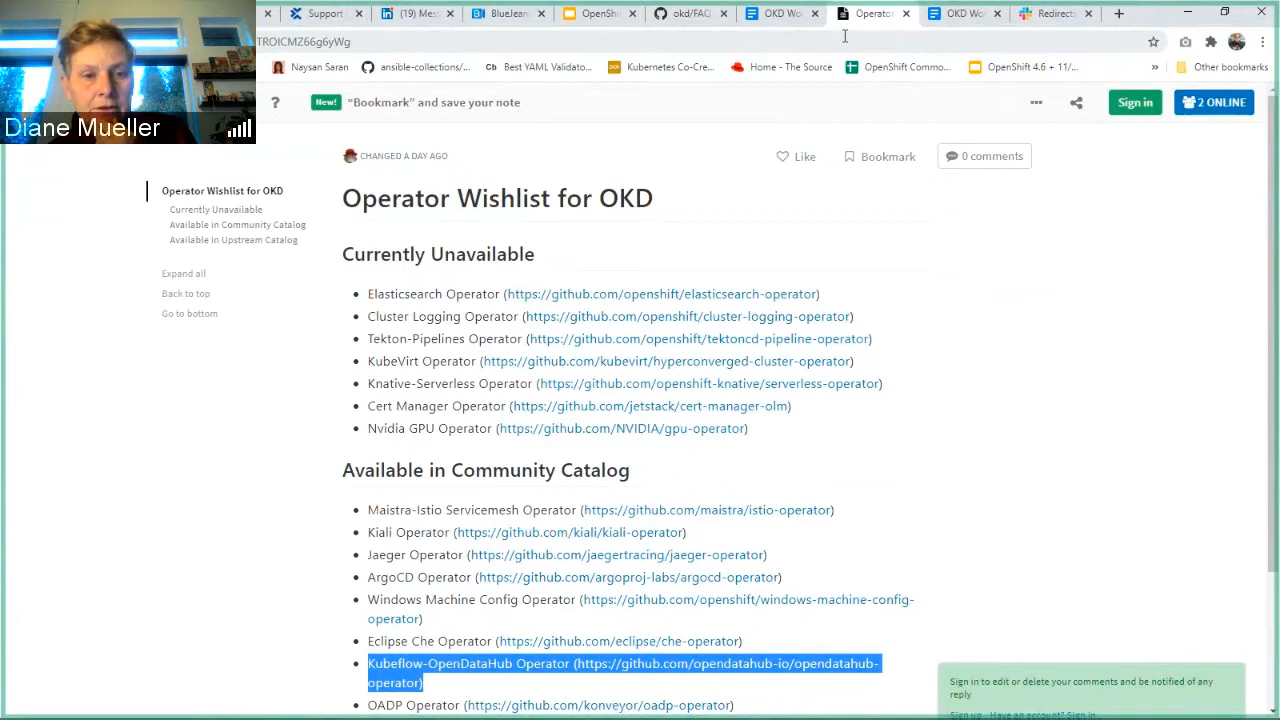 Support
(19) Mes
BlueJean
OpenSh
okd/FAQ
OKD Wo
Operator
OKD Wo
Redirect
TROICMZ66g6yWg
Naysan Saran
ansible-collections/...
Cb Best YAML Validato...
Kubernetes Co-Cre...
Home - The Source
OpenShift Commo...
OpenShift 4.6 + 11/...
»
Other bookmarks
Diane Mueller
?
New!
"Bookmark" and save your note
Sign in
2 ONLINE
CHANGED A DAY AGO
Like
Bookmark
0 comments
Operator Wishlist for OKD
Currently Unavailable
Available in Community Catalog
Available in Upstream Catalog
Expand all
Back to top
Go to bottom
Operator Wishlist for OKD
Currently Unavailable
Elasticsearch Operator (https://github.com/openshift/elasticsearch-operator)
Cluster Logging Operator (https://github.com/openshift/cluster-logging-operator)
Tekton-Pipelines Operator (https://github.com/openshift/tektoncd-pipeline-operator)
KubeVirt Operator (https://github.com/kubevirt/hyperconverged-cluster-operator)
Knative-Serverless Operator (https://github.com/openshift-knative/serverless-operator)
Cert Manager Operator (https://github.com/jetstack/cert-manager-olm)
Nvidia GPU Operator (https://github.com/NVIDIA/gpu-operator)
Available in Community Catalog
Maistra-Istio Servicemesh Operator (https://github.com/maistra/istio-operator)
Kiali Operator (https://github.com/kiali/kiali-operator)
Jaeger Operator (https://github.com/jaegertracing/jaeger-operator)
ArgoCD Operator (https://github.com/argoproj-labs/argocd-operator)
Windows Machine Config Operator (https://github.com/openshift/windows-machine-config-
operator)
Eclipse Che Operator (https://github.com/eclipse/che-operator)
Kubeflow-OpenDataHub Operator (https://github.com/opendatahub-io/opendatahub-
operator)
OADP Operator (https://github.com/konveyor/oadp-operator)
Sign in to edit or delete your comments and be notified of any
reply
Sign up - Have an account? Sign in